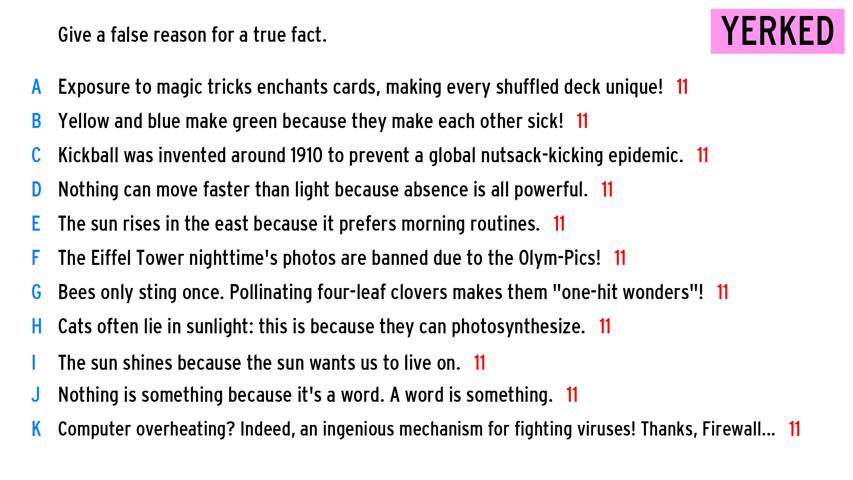 Give a false reason for a true fact.
YERKED
A Exposure to magic tricks enchants cards, making every shuffled deck unique! 11
B Yellow and blue make green because they make each other sick! 11
C Kickball was invented around 1910 to prevent a global nutsack-kicking epidemic. 11
D Nothing can move faster than light because absence is all powerful. 11
E The sun rises in the east because it prefers morning routines. 11
F The Eiffel Tower nighttime's photos are banned due to the Olym-Pics! 11
G Bees only sting once. Pollinating four-leaf clovers makes them "one-hit wonders"! 11
H Cats often lie in sunlight: this is because they can photosynthesize. 11
I The sun shines because the sun wants us to live on. 11
J Nothing is something because it's a word. A word is something. 11
K Computer overheating? Indeed, an ingenious mechanism for fighting viruses! Thanks, Firewall... 11